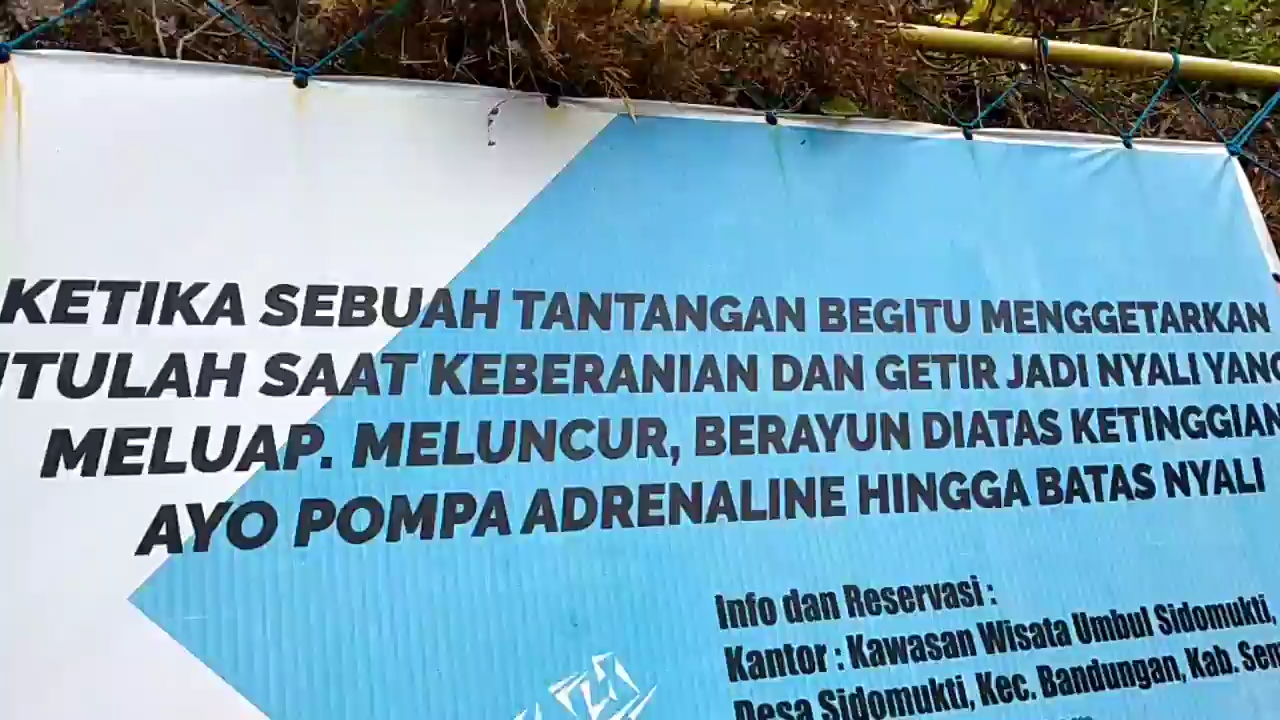 KETIKA SEBUAH TANTANGAN BEGITU MENGGETARKAN
ITULAH SAAT KEBERANIAN DAN GETIR JADI NYALI YANG
MELUAP. MELUNCUR, BERAYUN DIATAS KETINGGIAN
AYO POMPA ADRENALINE HINGGA BATAS NYALI
Info dan Reservasi :
Kantor : Kawasan Wisata Umbul Sidomukti,
Desa Sidomukti, Kec. Bandungan, Kab. Sem